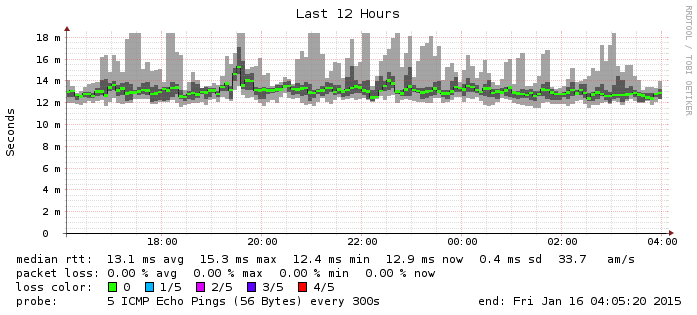 Last 12 Hours
RRDTOOL / TOBI OETIKER
Seconds
18 m
16 m
14 m
12 m
10 m
8 m
6 m
4 m
2 m
0
18:00 20:00 22:00 00:00 02:00 04:00
median rtt: 13.1 ms avg 15.3 ms max 12.4 ms min 12.9 ms now 0.4 ms sd 33.7 am/s
packet loss: 0.00 % avg 0.00 % max 0.00 % min 0.00 % now
loss color: 0 1/5 2/5 3/5 4/5
probe: 5 ICMP Echo Pings (56 Bytes) every 300s end: Fri Jan 16 04:05:20 2015